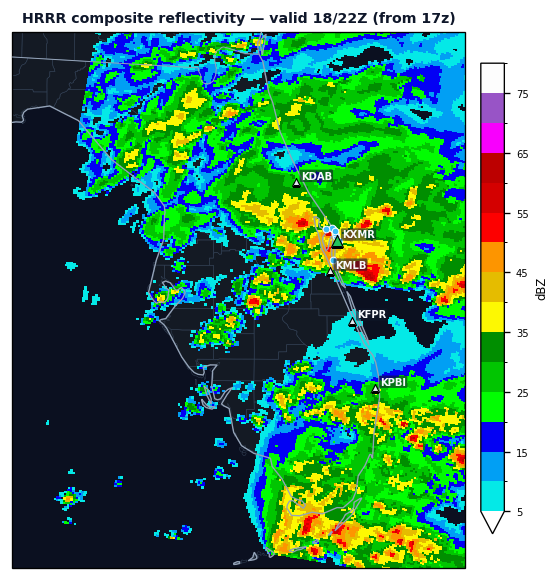 HRRR composite reflectivity — valid 18/22Z (from 17z)
KDAB
KXMR
KMLB
KFPR
KPBI
75
65
55
45
35
25
15
5
dBZ